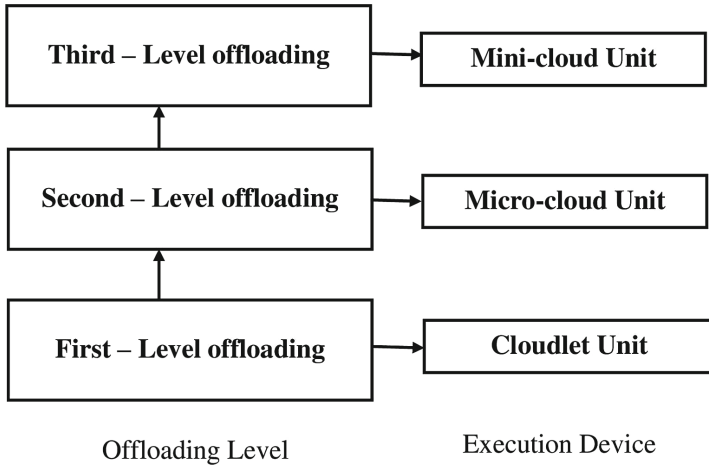 Third – Level offloading
Mini-cloud Unit
Second – Level offloading
Micro-cloud Unit
First – Level offloading
Cloudlet Unit
Offloading Level
Execution Device